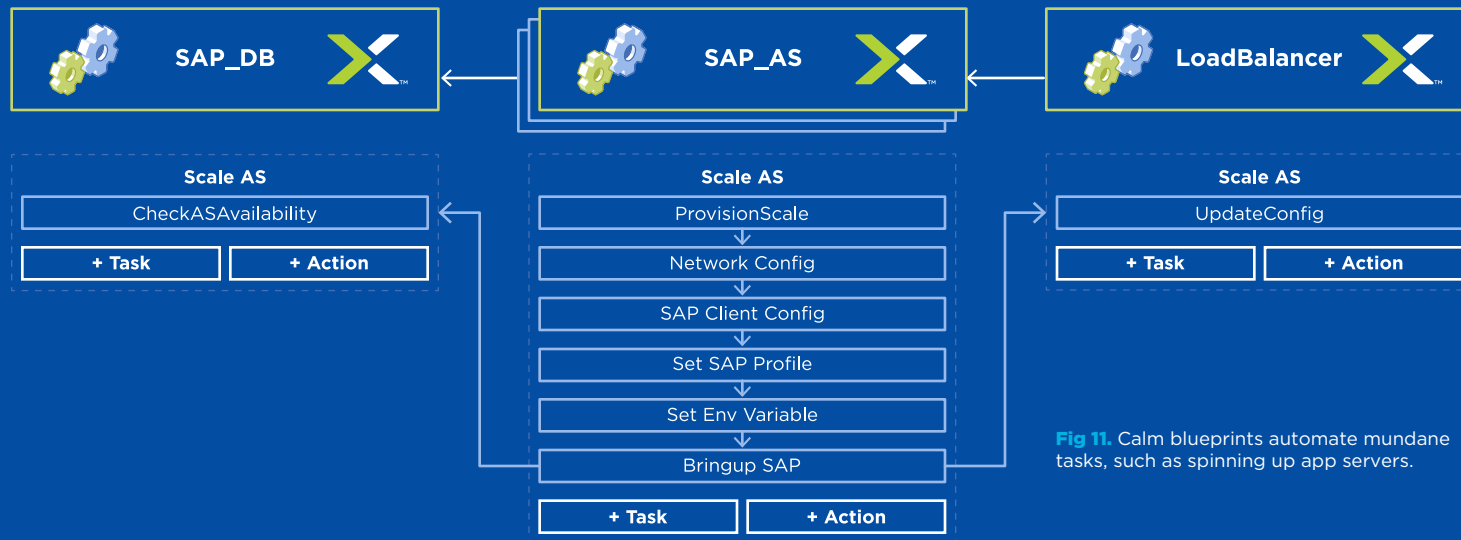 SAP_DB
SAP_AS
LoadBalancer
Scale AS
CheckASAvailability
+ Task
+ Action
Scale AS
ProvisionScale
Network Config
SAP Client Config
Set SAP Profile
Set Env Variable
Bringup SAP
+ Task
+ Action
Scale AS
UpdateConfig
+ Task
+ Action
Fig 11. Calm blueprints automate mundane
tasks, such as spinning up app servers.